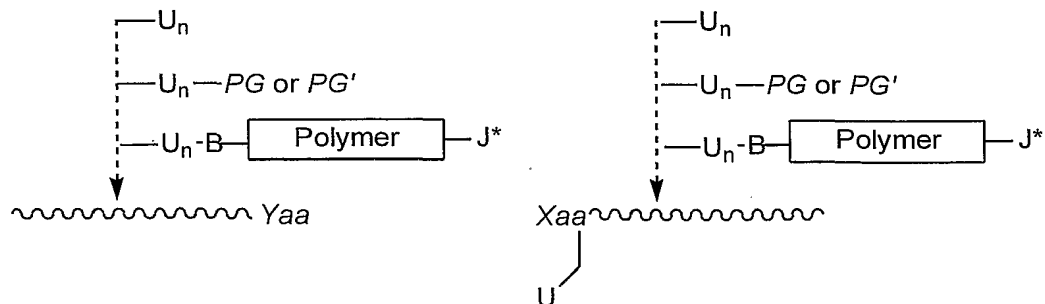 Uₙ Uₙ
Uₙ PG or PG' Uₙ PG or PG'
Uₙ-B Polymer J* Uₙ-B Polymer J*
Yaa Xaa
U